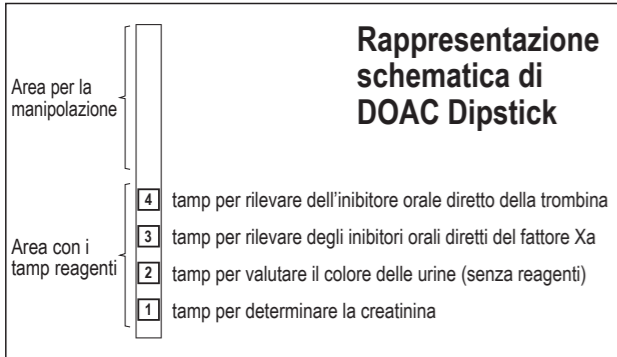 Rappresentazione
schematica di
DOAC Dipstick
Area per la
manipolazione
4 tamp per rilevare dell'inibitore orale diretto della trombina
3 tamp per rilevare degli inibitori orali diretti del fattore Xa
Area con i
tamp reagenti
2 tamp per valutare il colore delle urine (senza reagenti)
1 tamp per determinare la creatinina